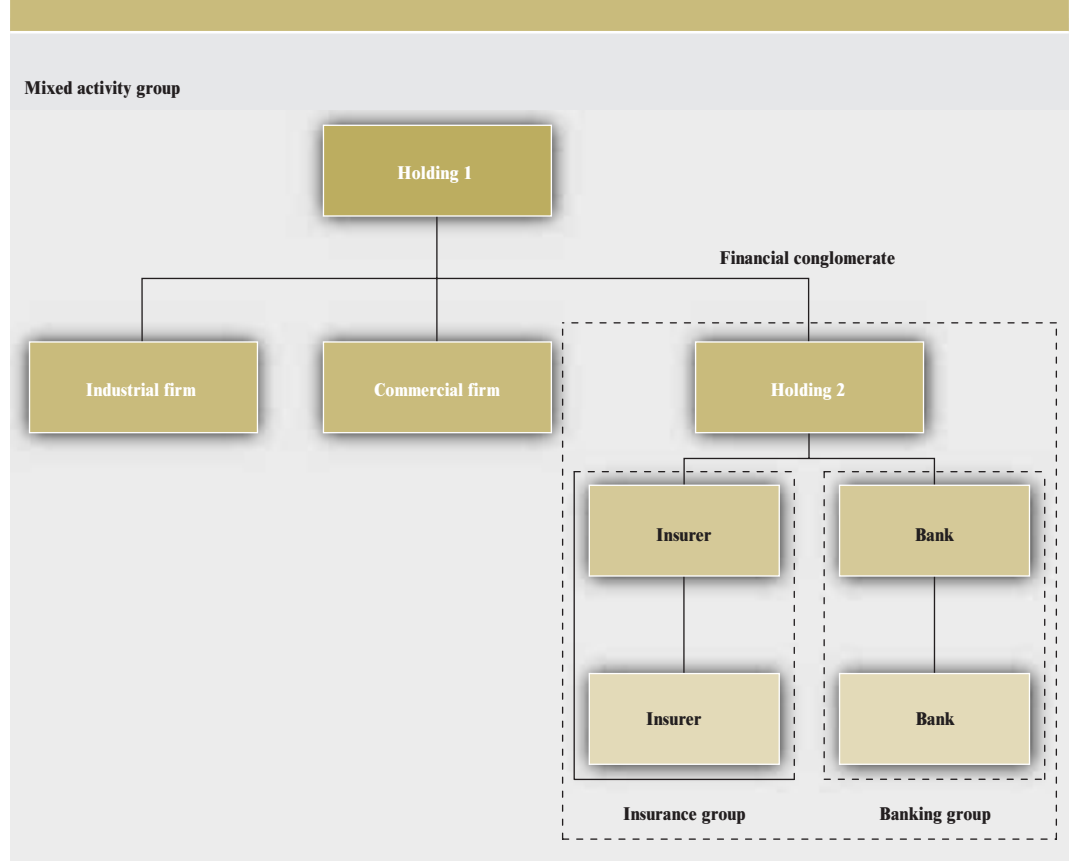 Mixed activity group
Holding 1
Financial conglomerate
Industrial firm
Commercial firm
Holding 2
Insurer
Bank
Insurer
Bank
Insurance group
Banking group